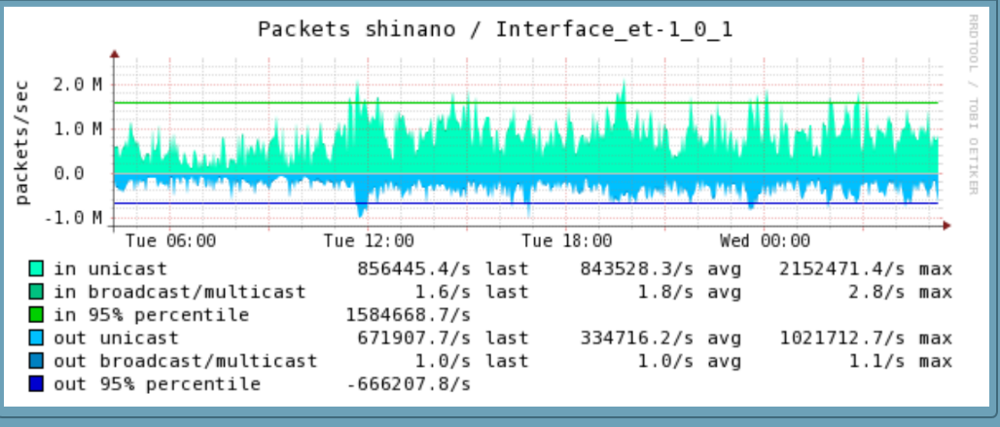 Packets shinano / Interface_et-1_0_1
RRDTOOL / TOBI OETIKER
packets/sec
2.0 M
1.0 M
0.0
-1.0 M
Tue 06:00 Tue 12:00 Tue 18:00 Wed 00:00
in unicast 856445.4/s last 843528.3/s avg 2152471.4/s max
in broadcast/multicast 1.6/s last 1.8/s avg 2.8/s max
in 95% percentile 1584668.7/s
out unicast 671907.7/s last 334716.2/s avg 1021712.7/s max
out broadcast/multicast 1.0/s last 1.0/s avg 1.1/s max
out 95% percentile -666207.8/s